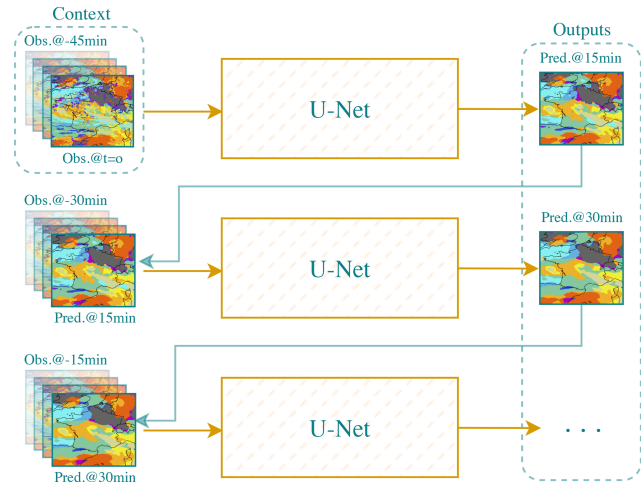 Context
Obs.@-45min
Obs.@t=o
U-Net
Outputs
Pred.@15min
Obs.@-30min
Pred.@15min
U-Net
Pred.@30min
Obs.@-15min
Pred.@30min
U-Net
. . .